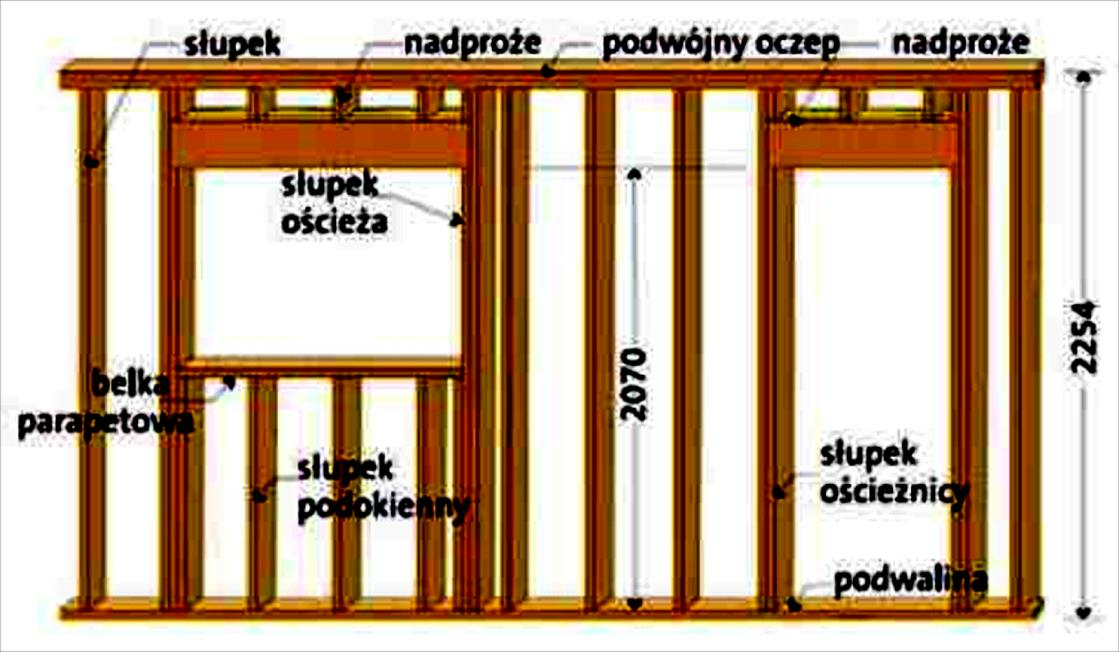 słupek nadproże podwójny oczep nadproże
słupek
ościeża
2254
2070
belka
parapetowa
słupek
podokienny
słupek
ościeżnicy
podwalina